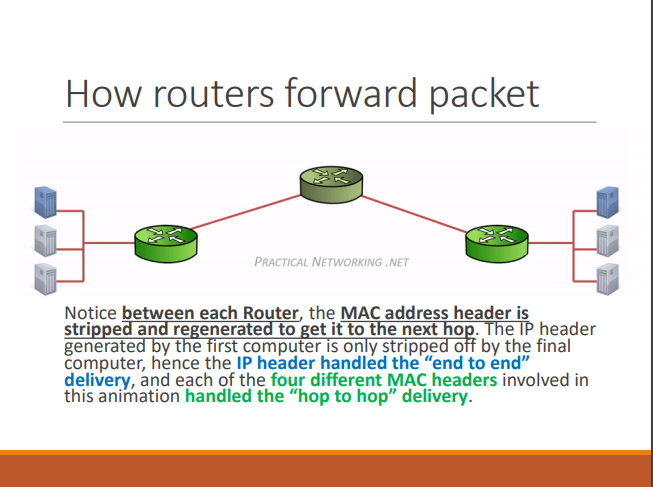 How routers forward packet
PRACTICAL NETWORKING .NET
Notice between each Router, the MAC address header is
stripped and regenerated to get it to the next hop. The IP header
generated by the first computer is only stripped off by the final
computer, hence the IP header handled the “end to end”
delivery, and each of the four different MAC headers involved in
this animation handled the “hop to hop” delivery.